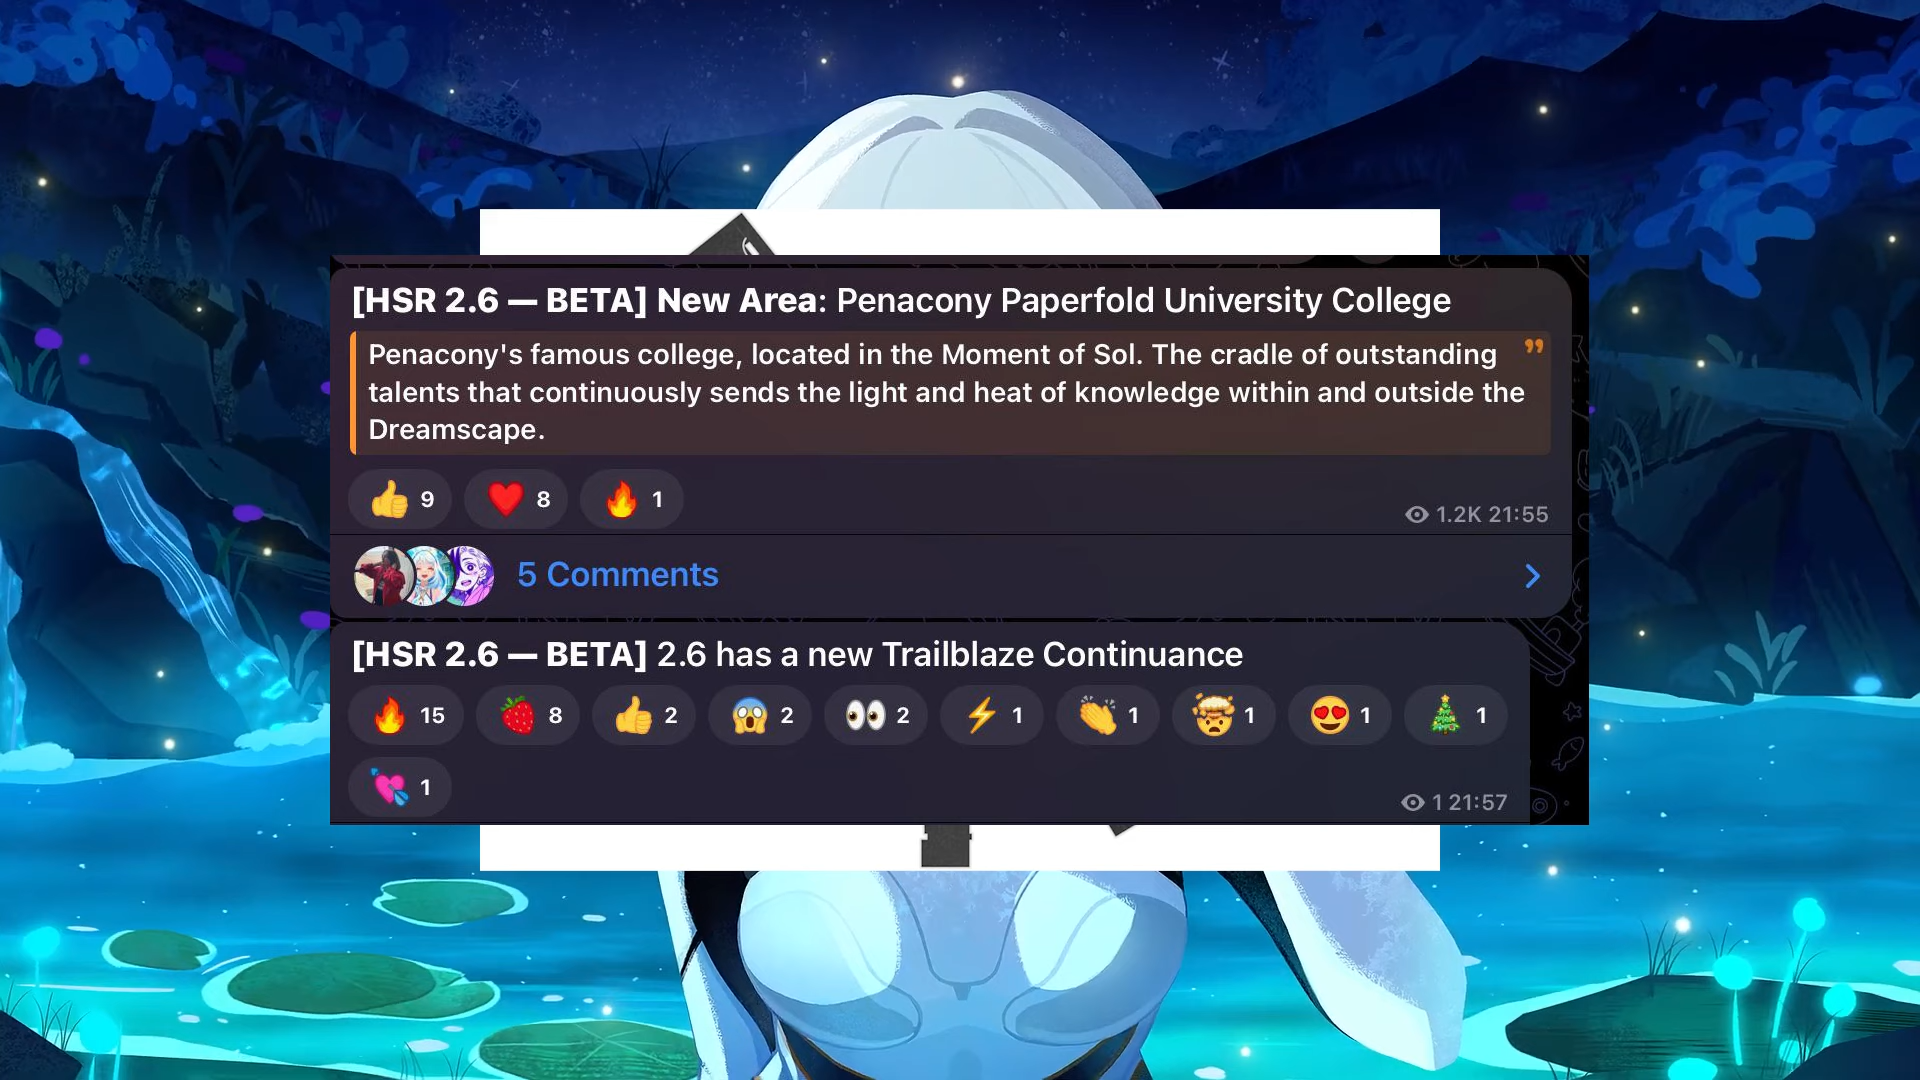 [HSR 2.6 — BETA] New Area: Penacony Paperfold University College
Penacony's famous college, located in the Moment of Sol. The cradle of outstanding
talents that continuously sends the light and heat of knowledge within and outside the
Dreamscape.
9 8 1
1.2K 21:55
5 Comments
[HSR 2.6 — BETA] 2.6 has a new Trailblaze Continuance
15 8 2 2 2 1 1 1 1 1
1
1 21:57